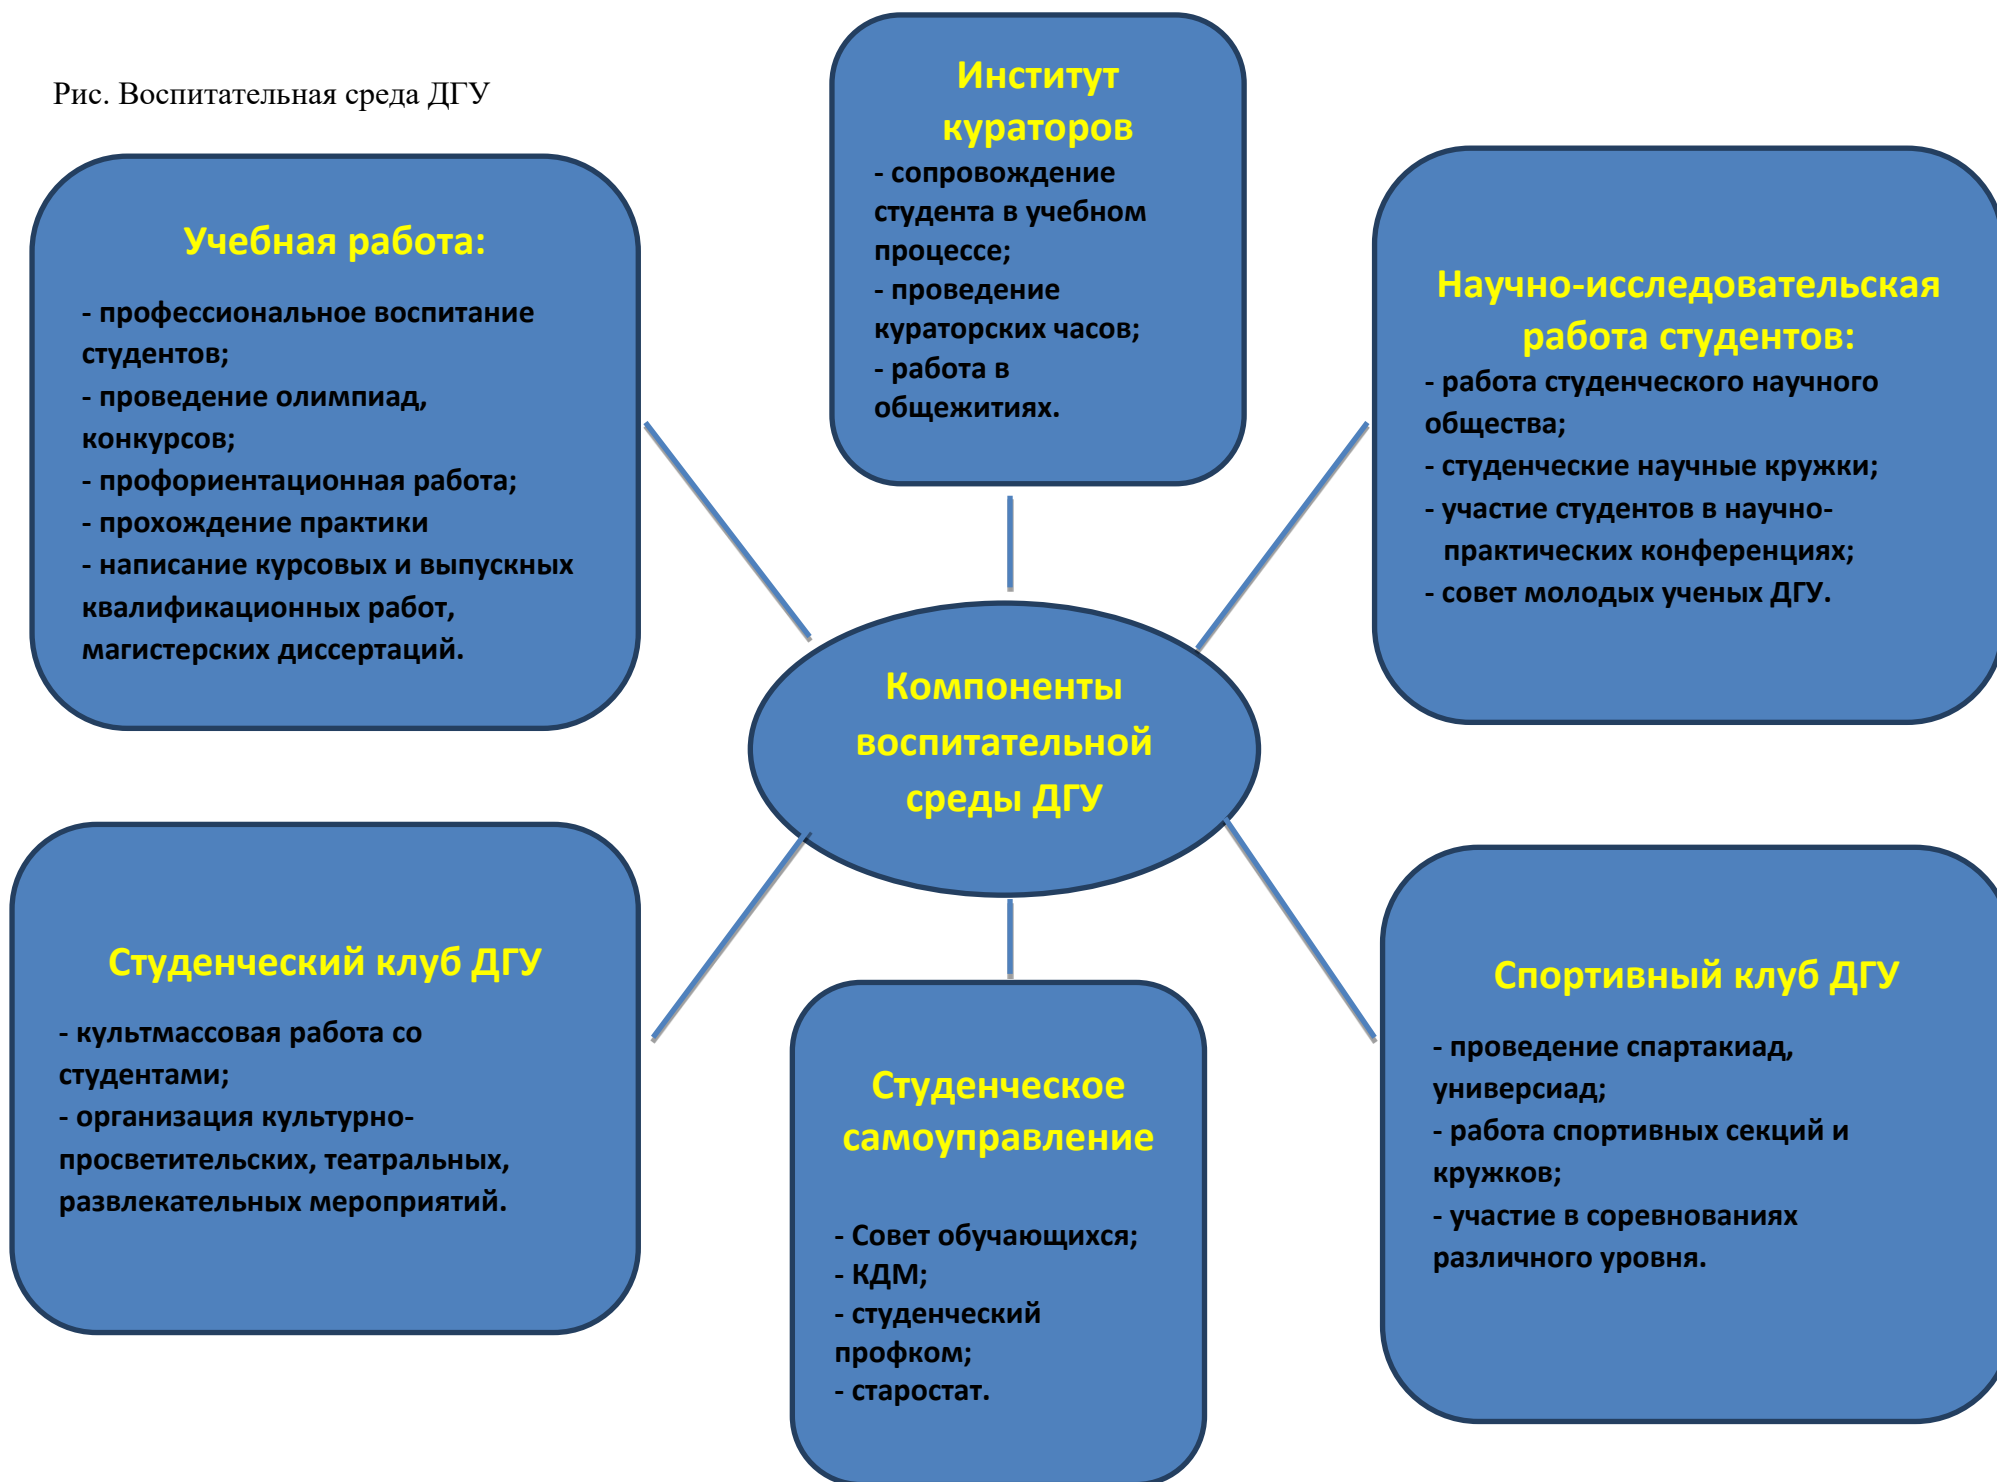 Рис. Воспитательная среда ДГУ
Институт
кураторов
- сопровождение
студента в учебном
процессе;
- проведение
кураторских часов;
- работа в
общежитиях.
Учебная работа:
- профессиональное воспитание
студентов;
- проведение олимпиад,
конкурсов;
- профориентационная работа;
- прохождение практики
- написание курсовых и выпускных
квалификационных работ,
магистерских диссертаций.
Научно-исследовательская
работа студентов:
- работа студенческого научного
общества;
- студенческие научные кружки;
- участие студентов в научно-
практических конференциях;
- совет молодых ученых ДГУ.
Компоненты
воспитательной
среды ДГУ
Студенческий клуб ДГУ
- культмассовая работа со
студентами;
- организация культурно-
просветительских, театральных,
развлекательных мероприятий.
Студенческое
самоуправление
- Совет обучающихся;
- КДМ;
- студенческий
профком;
- старостат.
Спортивный клуб ДГУ
- проведение спартакиад,
универсиад;
- работа спортивных секций и
кружков;
- участие в соревнованиях
различного уровня.